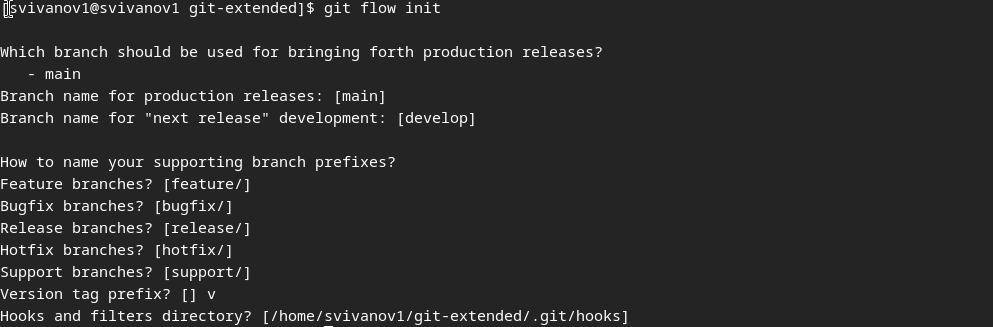 [svivanov1@svivanov1 git-extended]$ git flow init
Which branch should be used for bringing forth production releases?
- main
Branch name for production releases: [main]
Branch name for "next release" development: [develop]
How to name your supporting branch prefixes?
Feature branches? [feature/]
Bugfix branches? [bugfix/]
Release branches? [release/]
Hotfix branches? [hotfix/]
Support branches? [support/]
Version tag prefix? [] v
Hooks and filters directory? [/home/svivanov1/git-extended/.git/hooks]